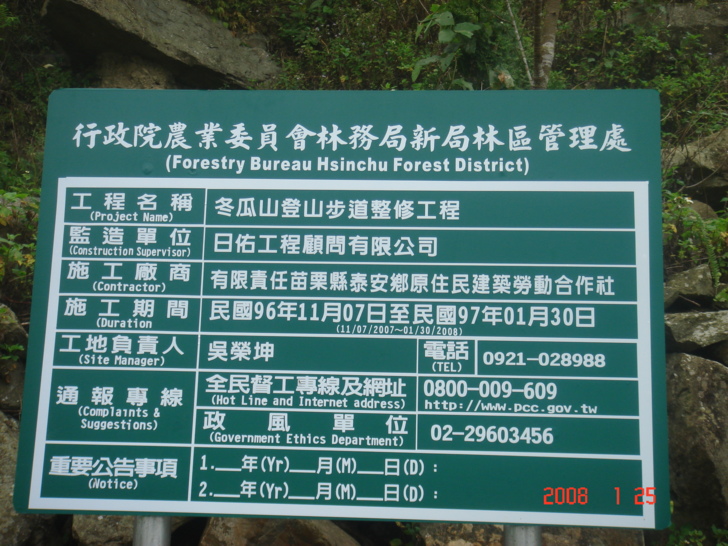 行政院農業委員會林務局新局林區管理處
(Forestry Bureau Hsinchu Forest District)
工程名稱 冬瓜山登山步道整修工程
(Project Name)
監造單位 日佑工程顧問有限公司
(Construction Supervisor)
施工廠商 有限責任苗栗縣泰安鄉原住民建築勞動合作社
(Contractor)
施工期間 民國96年11月07日至民國97年01月30日
(Duration (11/07/2007~01/30/2008)
工地負責人 吳榮坤 電話 0921-028988
(Site Manager) (TEL)
通報專線 全民督工專線及網址 0800-009-609
(Complaints & (Hot Line and Internet address) http://www.pcc.gov.tw
Suggestions) 政風單位 02-29603456
(Government Ethics Department)
重要公告事項 1.__年(Yr)__月(M)__日(D):
(Notice) 2.__年(Yr)__月(M)__日(D):
2008 1 25